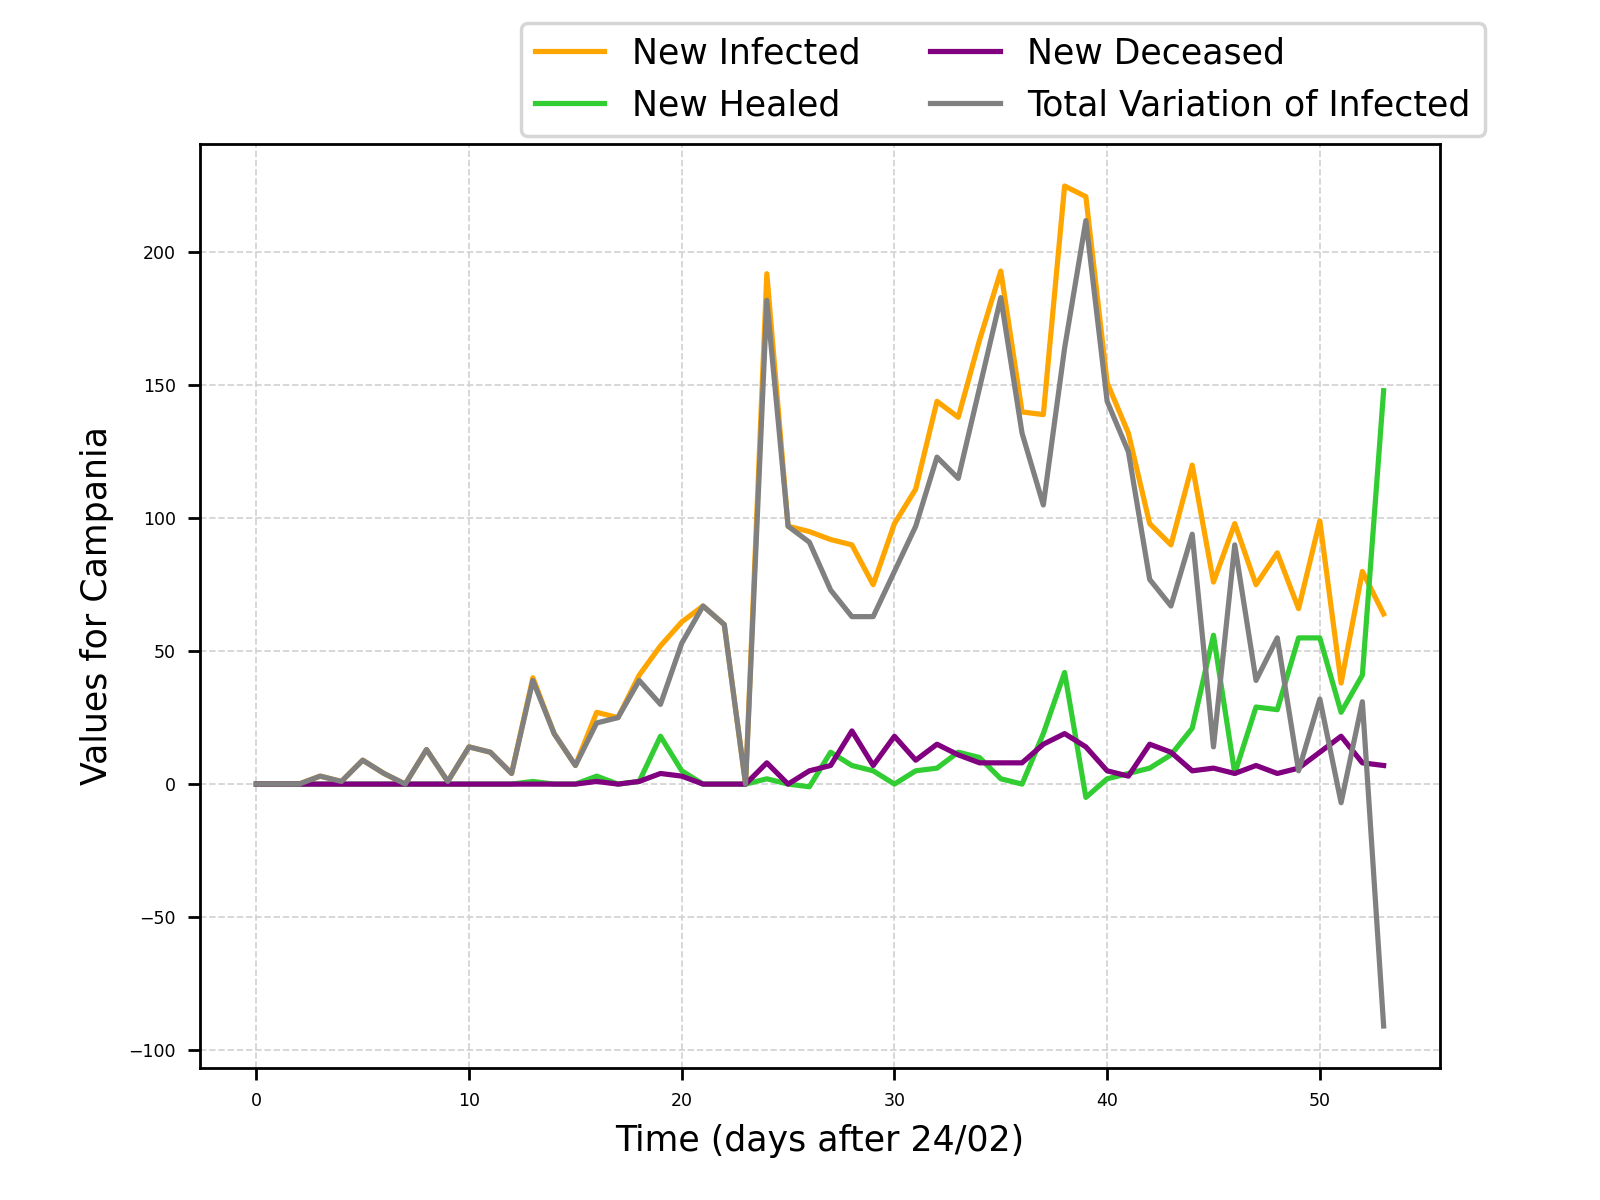 New Infected
New Healed
New Deceased
Total Variation of Infected
Values for Campania
200
150
100
50
0
−50
−100
0 10 20 30 40 50
Time (days after 24/02)